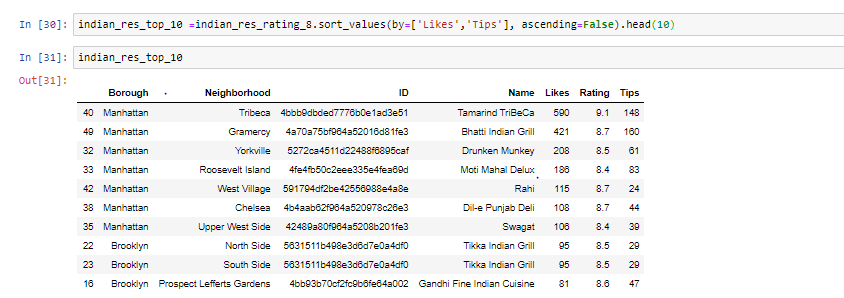 In [30]: indian_res_top_10 =indian_res_rating_8.sort_values(by=['Likes','Tips'], ascending=False).head(10)
In [31]: indian_res_top_10
Out[31]:
Borough Neighborhood ID Name Likes Rating Tips
40 Manhattan Tribeca 4bbb9dbded7776b0e1ad3e51 Tamarind TriBeCa 590 9.1 148
49 Manhattan Gramercy 4a70a75bf964a52016d81fe3 Bhatti Indian Grill 421 8.7 160
32 Manhattan Yorkville 5272ca4511d22488f6895caf Drunken Munkey 208 8.5 61
33 Manhattan Roosevelt Island 4fe4fb50c2eee335e4fea69d Moti Mahal Delux 186 8.4 83
42 Manhattan West Village 591794df2be42556988e4a8e Rahi 115 8.7 24
38 Manhattan Chelsea 4b4aab62f964a520978c26e3 Dil-e Punjab Deli 108 8.7 44
35 Manhattan Upper West Side 42489a80f964a5208b201fe3 Swagat 106 8.4 39
22 Brooklyn North Side 5631511b498e3d6d7e0a4df0 Tikka Indian Grill 95 8.5 29
23 Brooklyn South Side 5631511b498e3d6d7e0a4df0 Tikka Indian Grill 95 8.5 29
16 Brooklyn Prospect Lefferts Gardens 4bb93b70cf2fc9b6fe64a002 Gandhi Fine Indian Cuisine 81 8.6 47